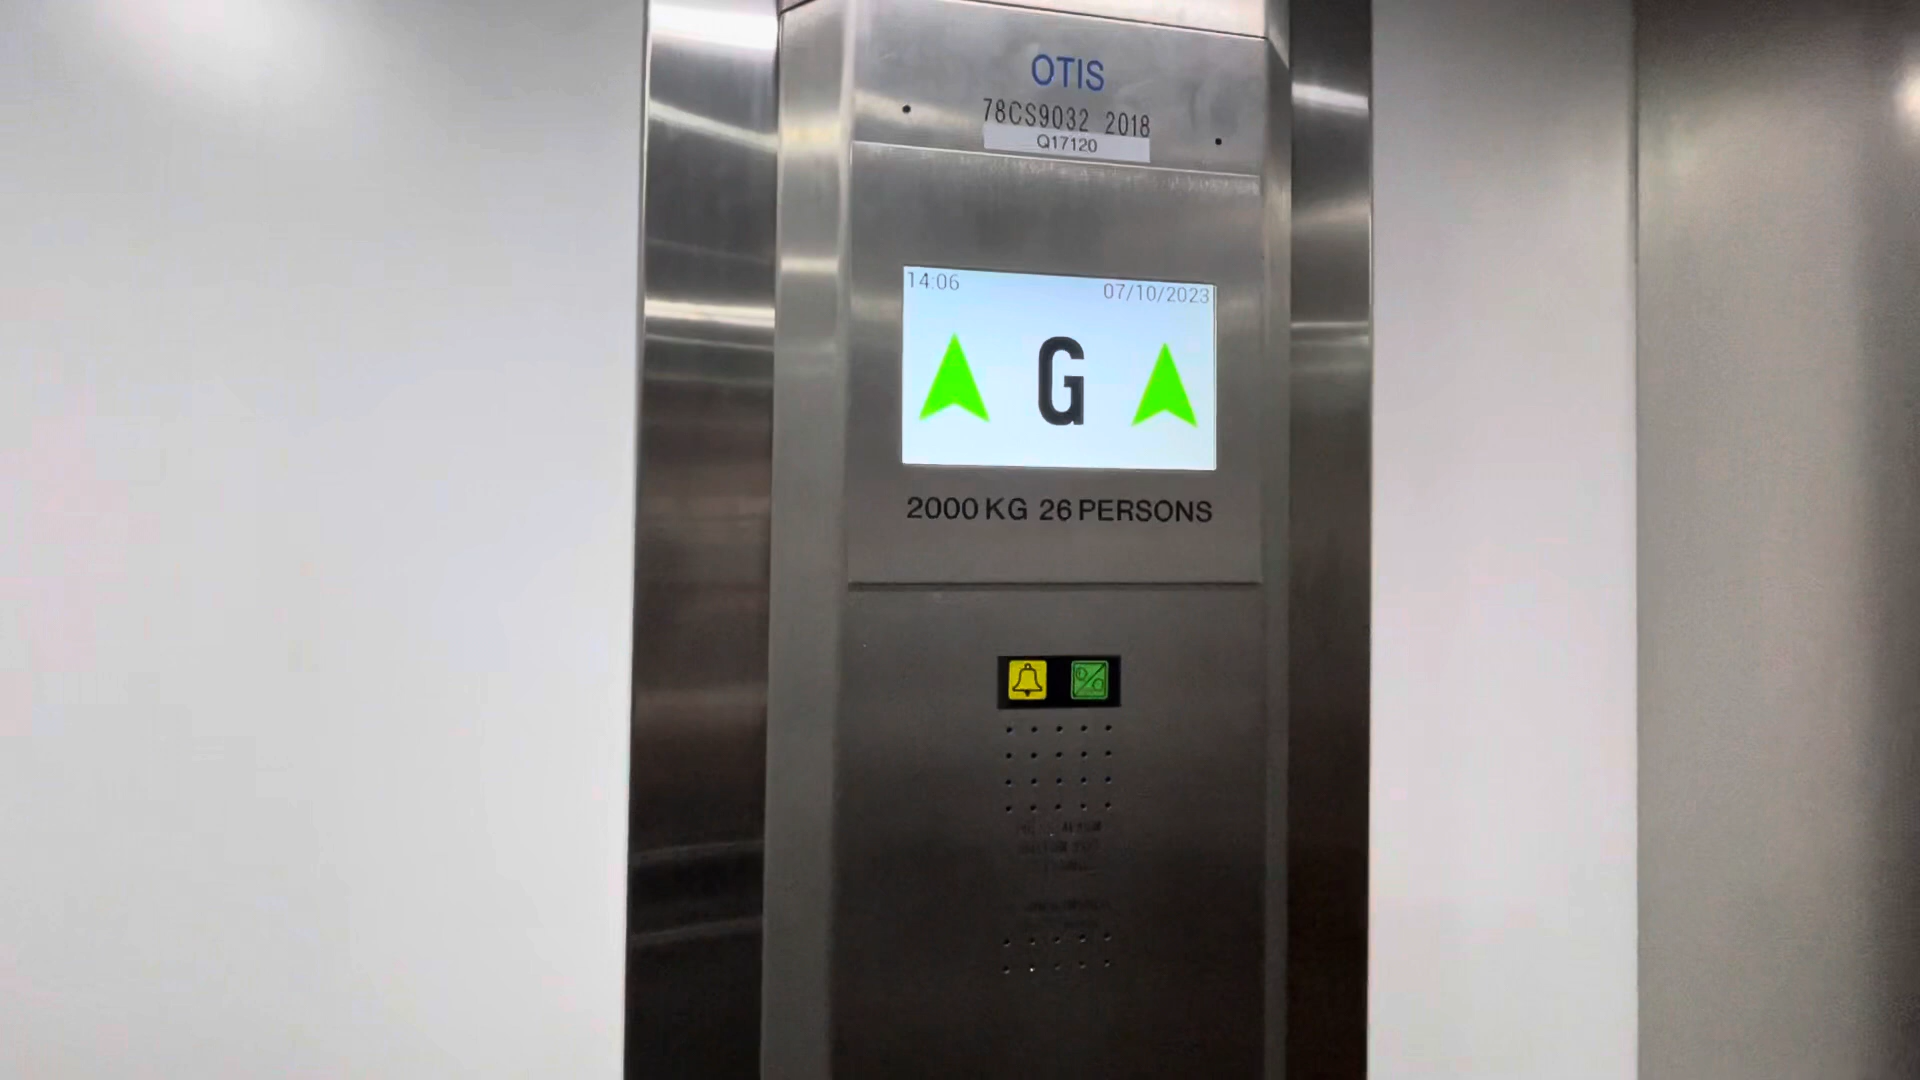 OTIS
78CS9032 2018
Q17120
14:06
07/10/2023
G
2000 KG 26 PERSONS